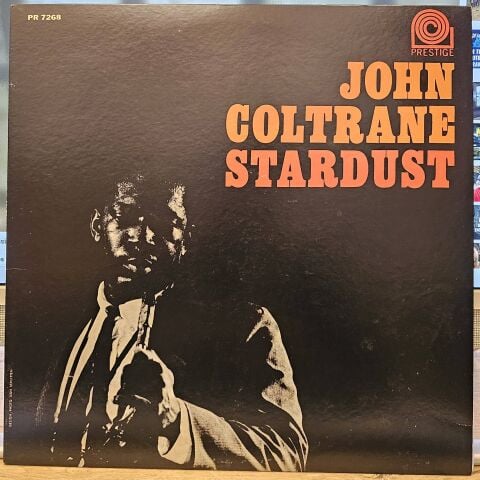 PR 7268
PRESTIGE
JOHN
COLTRANE
STARDUST